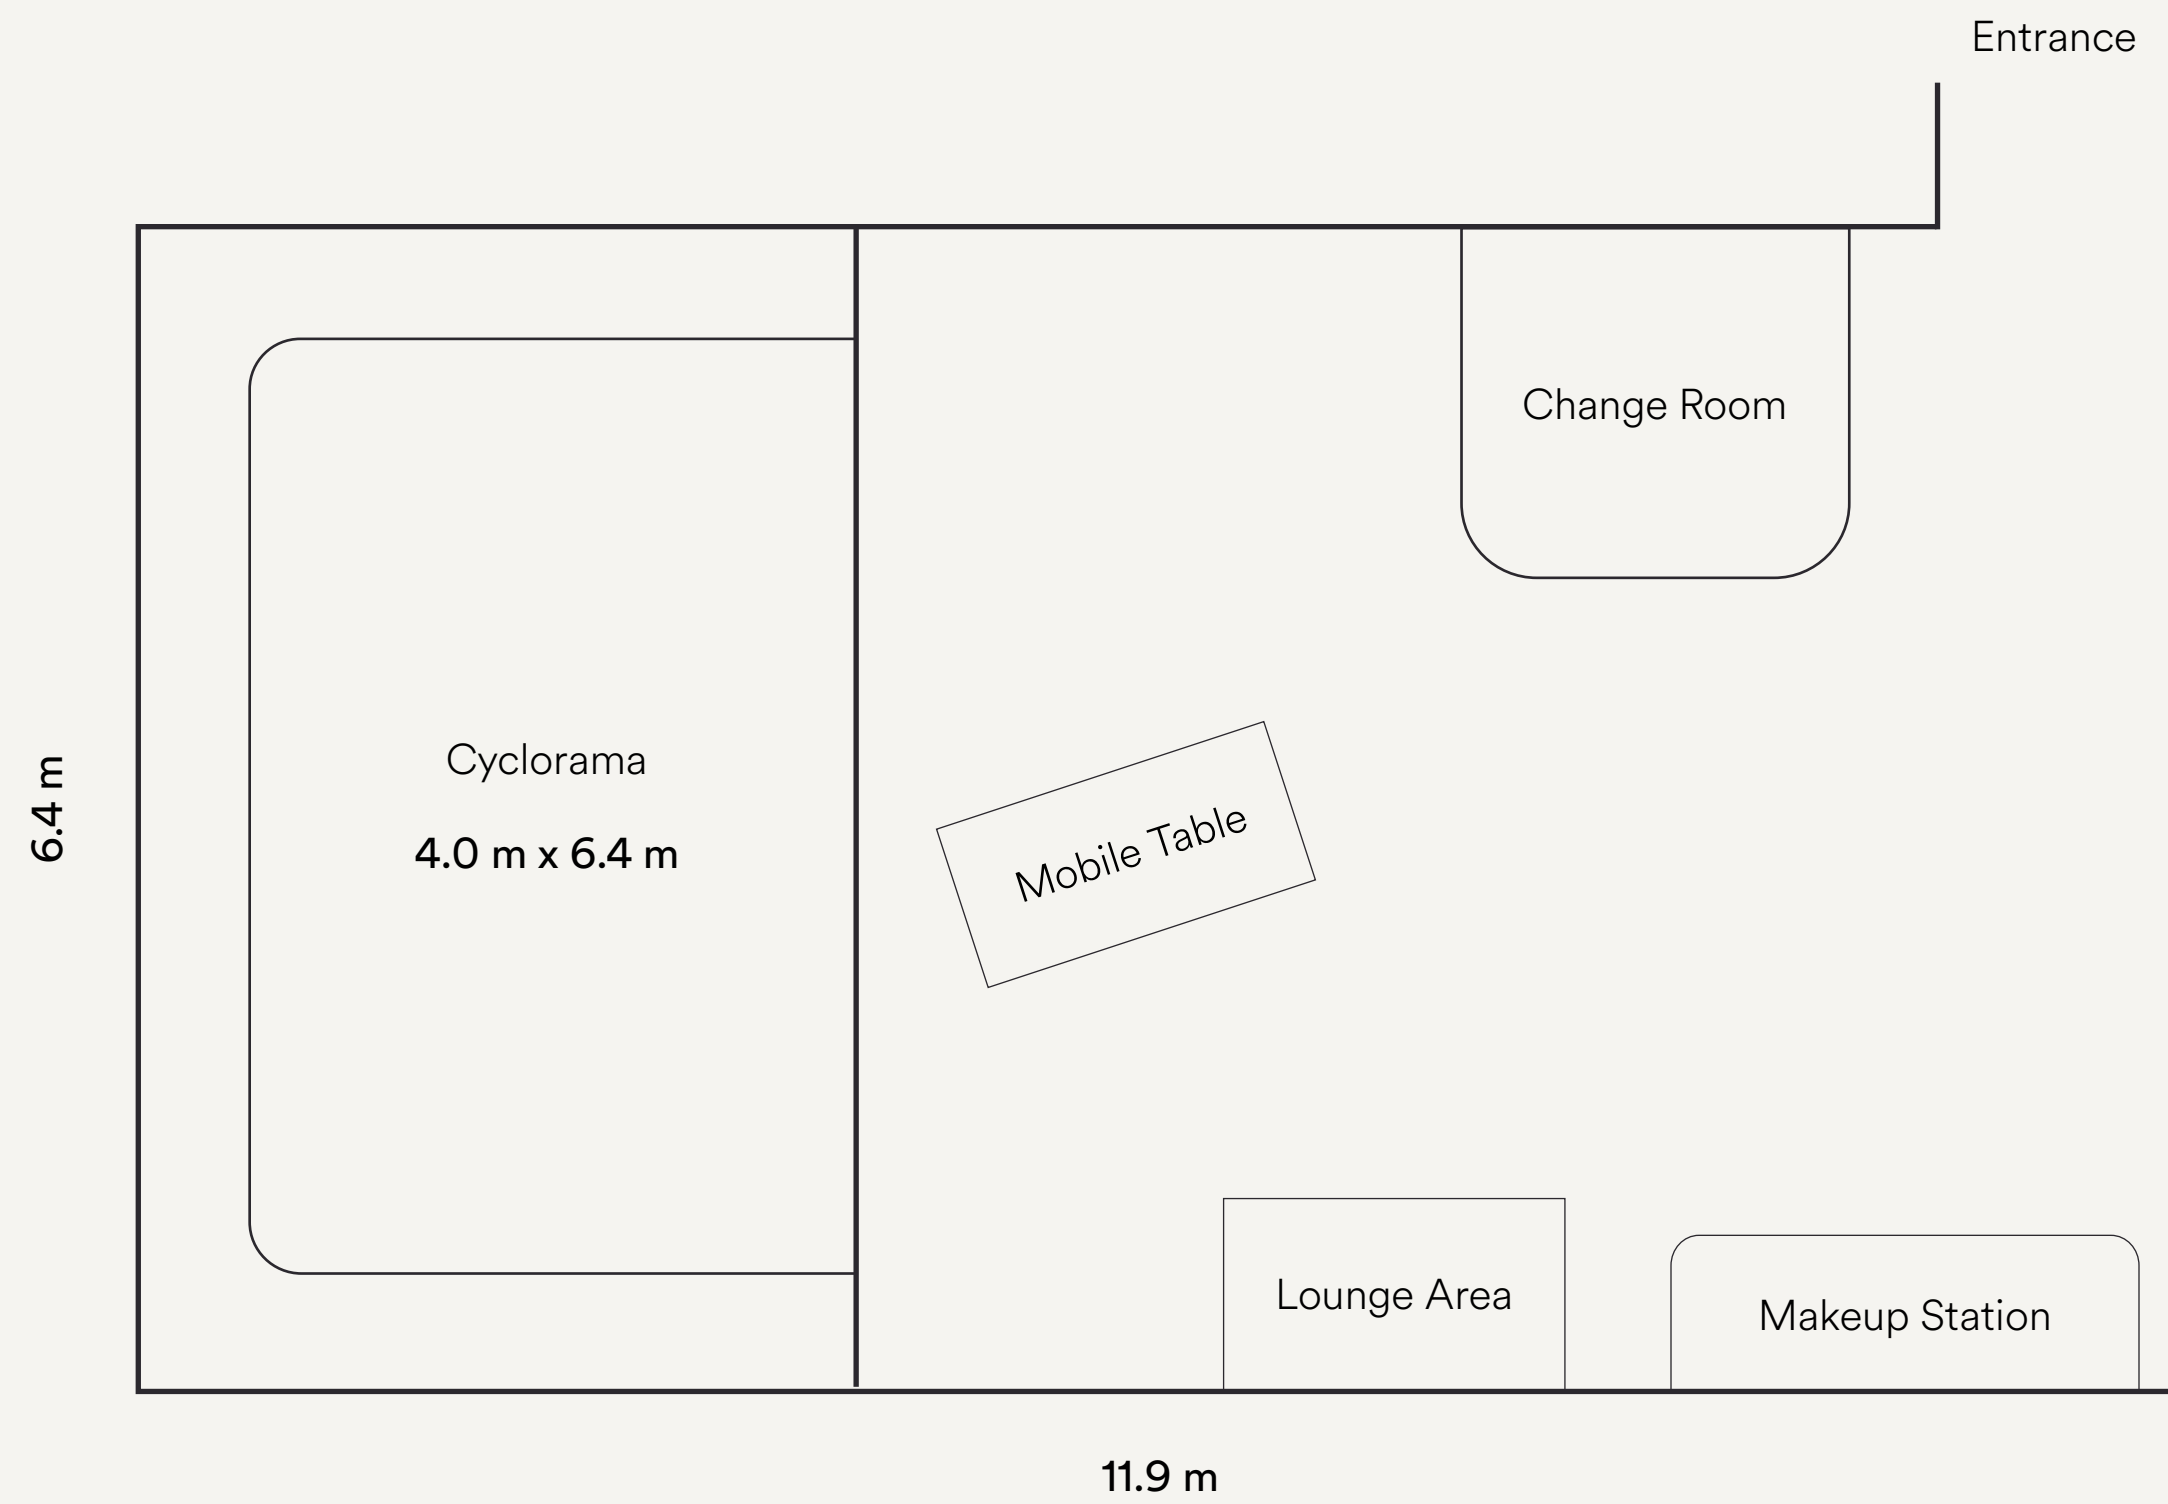 Entrance
Change Room
Cyclorama
4.0 m x 6.4 m
6.4 m
Mobile Table
Lounge Area
Makeup Station
11.9 m